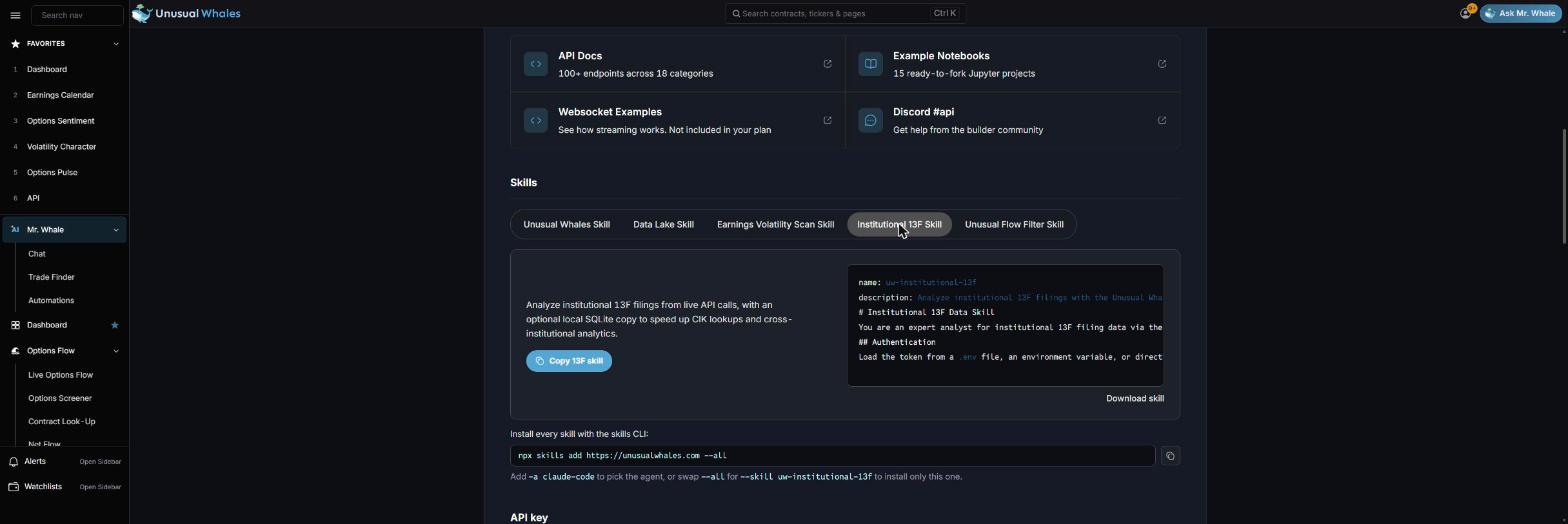 Search nav
Unusual Whales
Search contracts, tickers & pages
Ctrl K
9+
Ask Mr. Whale
FAVORITES
1 Dashboard
2 Earnings Calendar
3 Options Sentiment
4 Volatility Character
5 Options Pulse
6 API
AI Mr. Whale
Chat
Trade Finder
Automations
Dashboard
Options Flow
Live Options Flow
Options Screener
Contract Look-Up
Net Flow
Alerts Open Sidebar
Watchlists Open Sidebar
API Docs
100+ endpoints across 18 categories
Example Notebooks
15 ready-to-fork Jupyter projects
Websocket Examples
See how streaming works. Not included in your plan
Discord #api
Get help from the builder community
Skills
Unusual Whales Skill
Data Lake Skill
Earnings Volatility Scan Skill
Institutional 13F Skill
Unusual Flow Filter Skill
Analyze institutional 13F filings from live API calls, with an
optional local SQLite copy to speed up CIK lookups and cross-
institutional analytics.
Copy 13F skill
name: uw-institutional-13f
description: Analyze institutional 13F filings with the Unusual Wha
# Institutional 13F Data Skill
You are an expert analyst for institutional 13F filing data via the
## Authentication
Load the token from a .env file, an environment variable, or direct
Download skill
Install every skill with the skills CLI:
npx skills add https://unusualwhales.com --all
Add -a claude-code to pick the agent, or swap --all for --skill uw-institutional-13f to install only this one.
API key